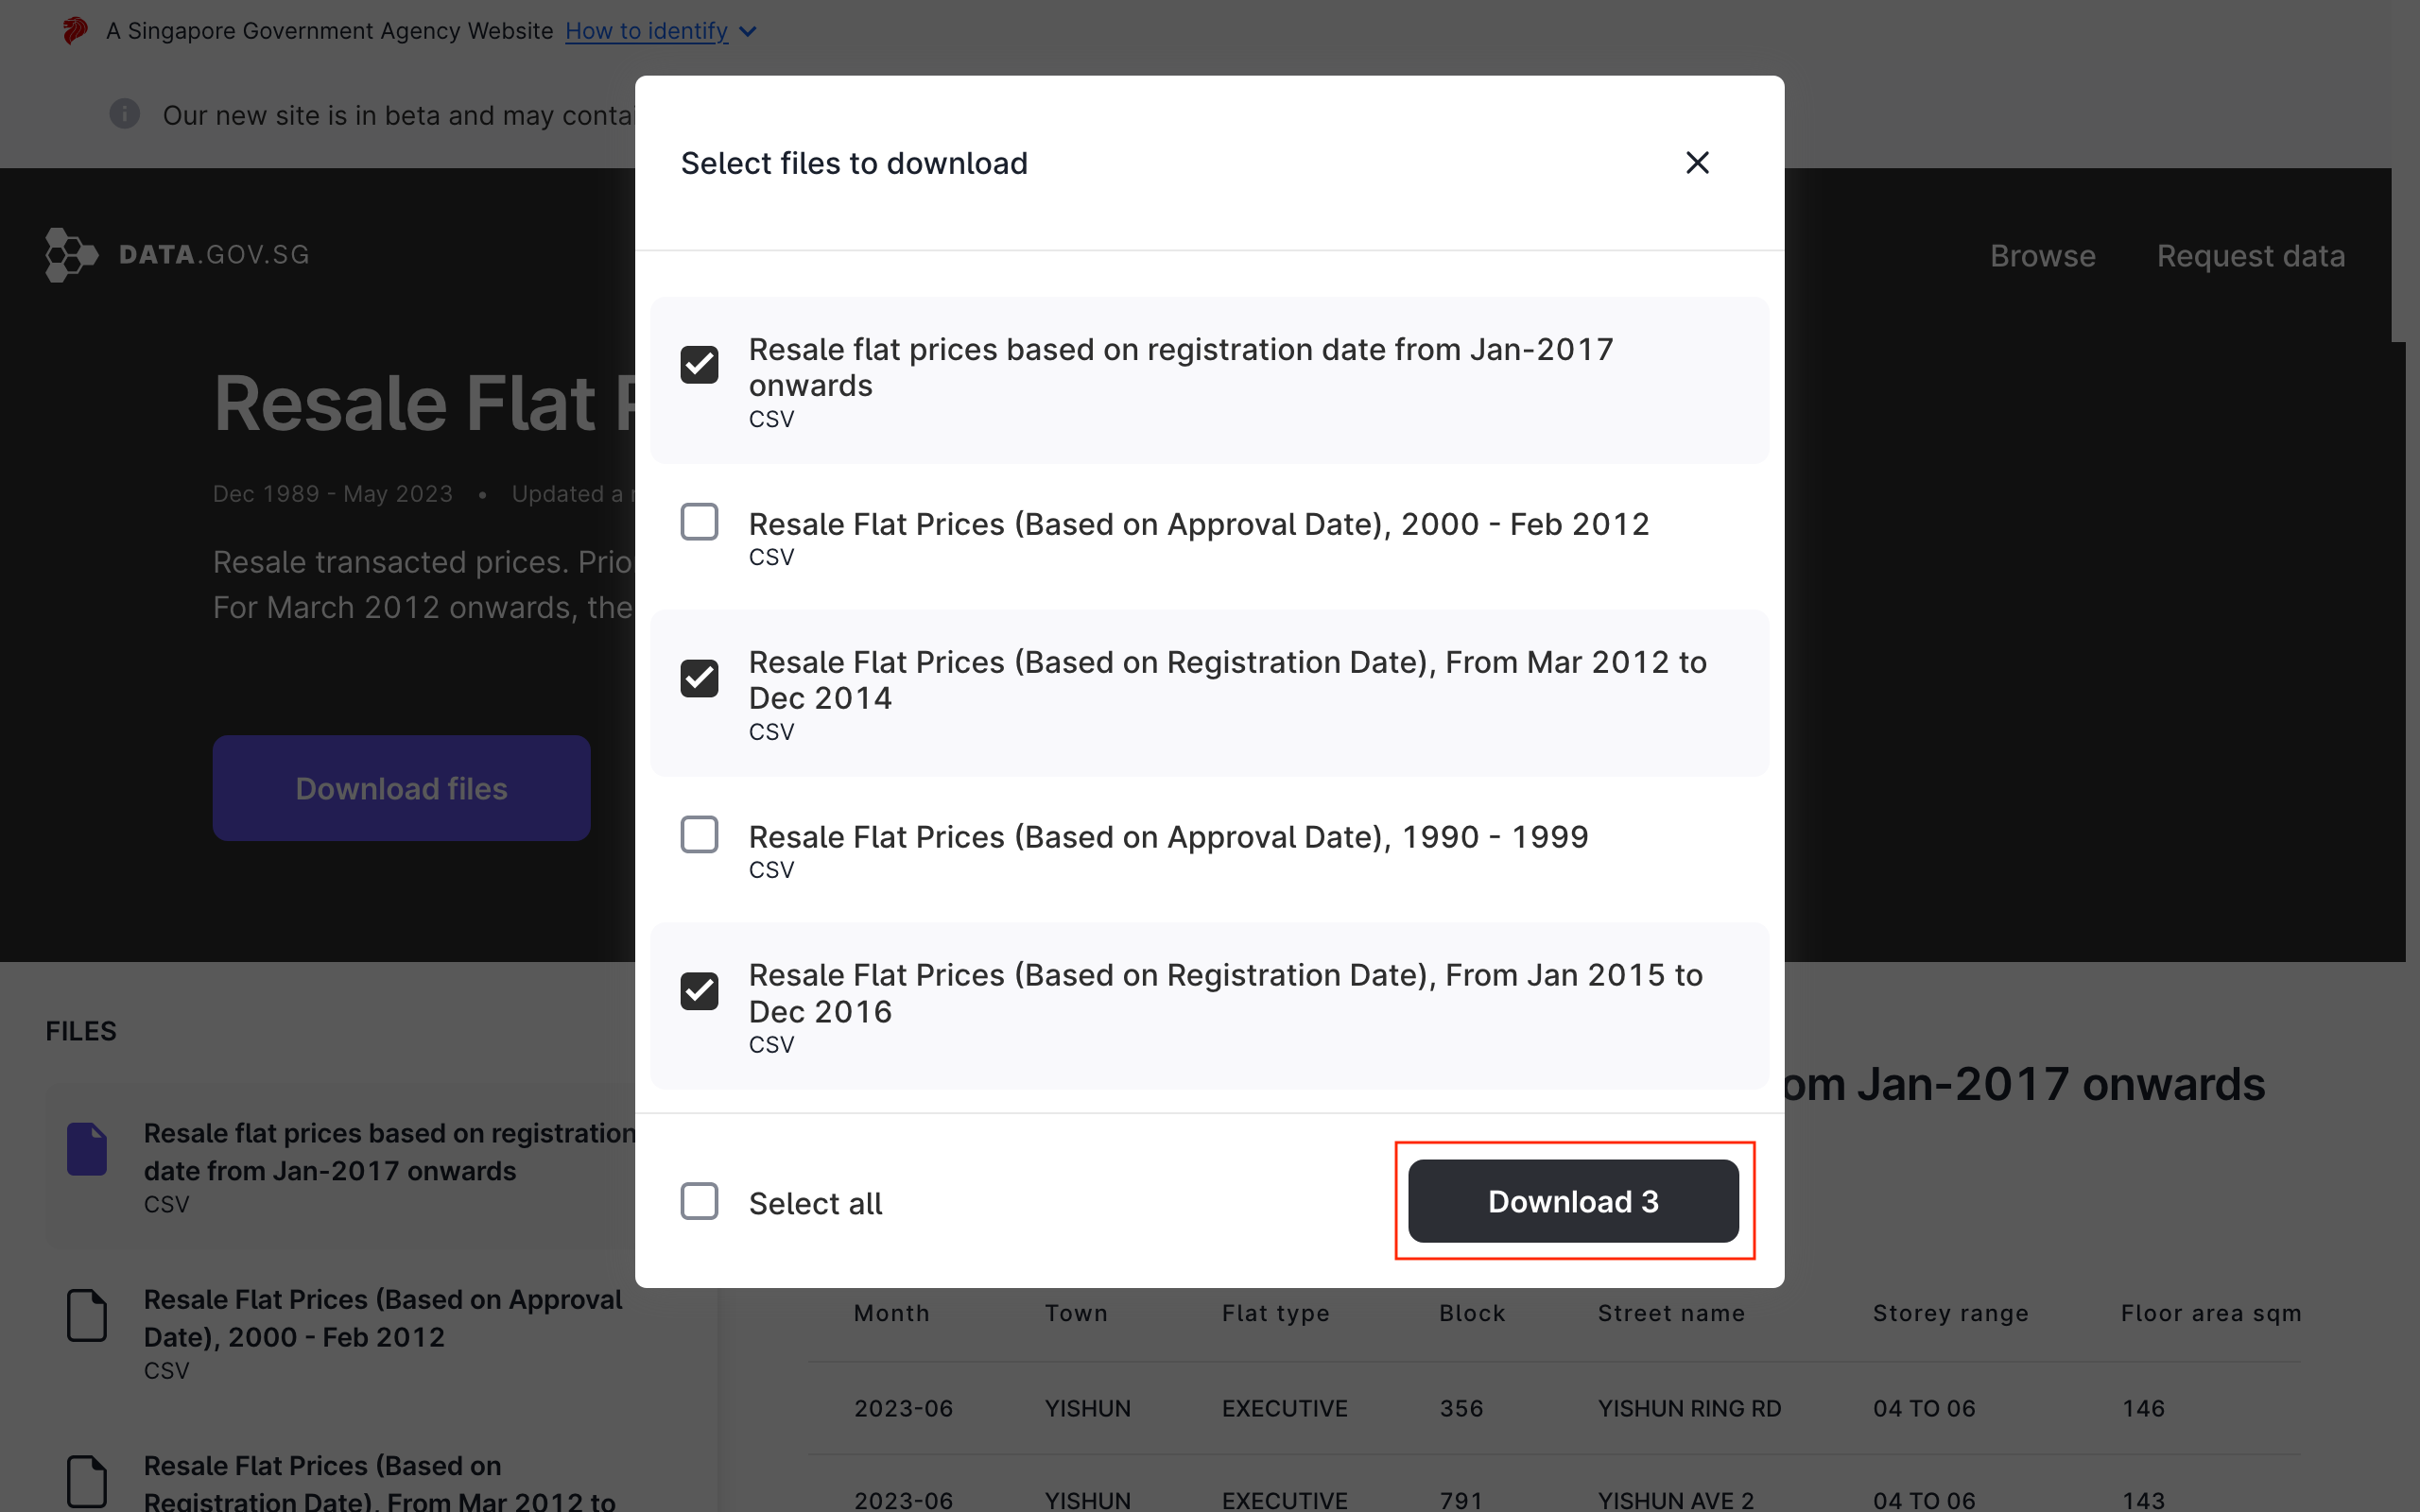 A Singapore Government Agency Website How to identify
Our new site is in beta and may
Select files to download
DATA.GOV.SG
Browse
Request data
Resale flat prices based on registration date from Jan-2017
onwards
CSV
Resale Flat
Dec 1989 - May 2023 • Updated a
Resale Flat Prices (Based on Approval Date), 2000 - Feb 2012
CSV
Resale transacted prices.
For March 2012 onwards, the
Resale Flat Prices (Based on Registration Date), From Mar 2012 to
Dec 2014
CSV
Download files
Resale Flat Prices (Based on Approval Date), 1990 - 1999
CSV
Resale Flat Prices (Based on Registration Date), From Jan 2015 to
Dec 2016
CSV
Select all
Download 3
FILES
Resale flat prices based on registration
date from Jan-2017 onwards
CSV
Resale Flat Prices (Based on Approval
Date), 2000 - Feb 2012
CSV
Resale Flat Prices (Based on
Registration Date), From Mar 2012 to
Jan-2017 onwards
Month Town Flat type Block Street name Storey range Floor area sqm
2023-06 YISHUN EXECUTIVE 356 YISHUN RING RD 04 TO 06 146
2023-06 YISHUN EXECUTIVE 791 YISHUN AVE 2 04 TO 06 143